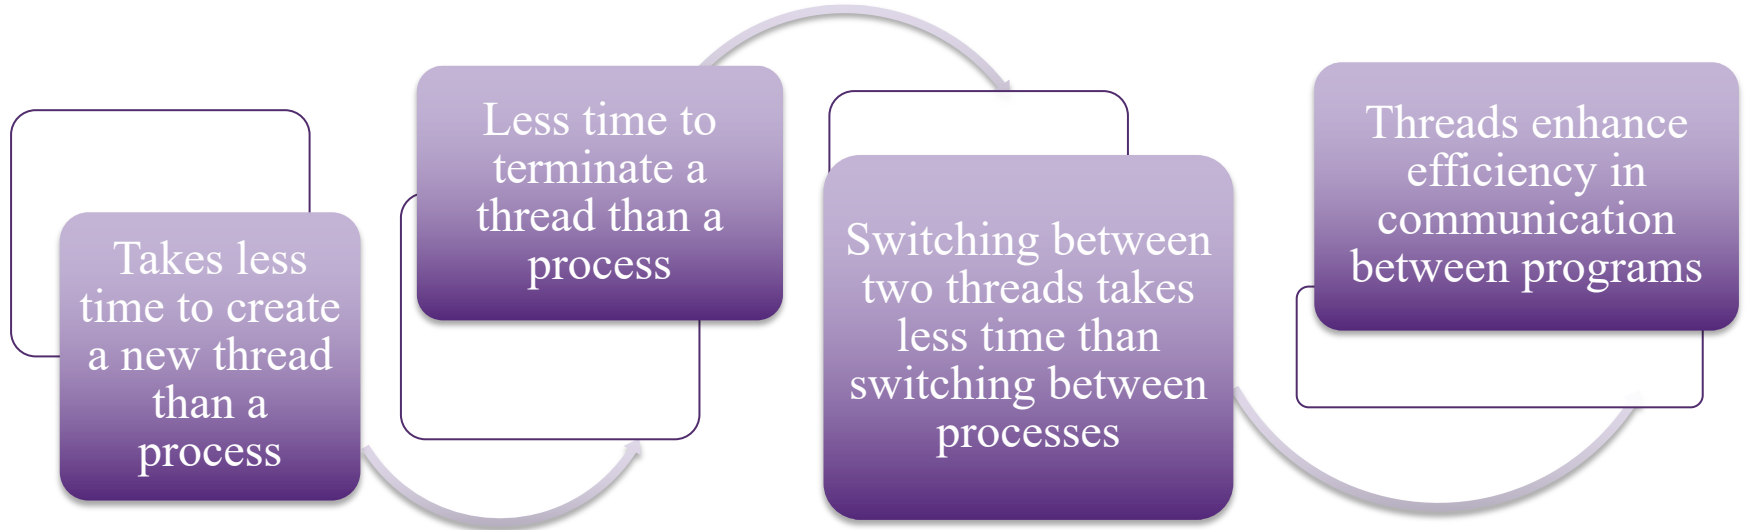 Takes less
time to create
a new thread
than a
process
Less time to
terminate a
thread than a
process
Switching between
two threads takes
less time than
switching between
processes
Threads enhance
efficiency in
communication
between programs